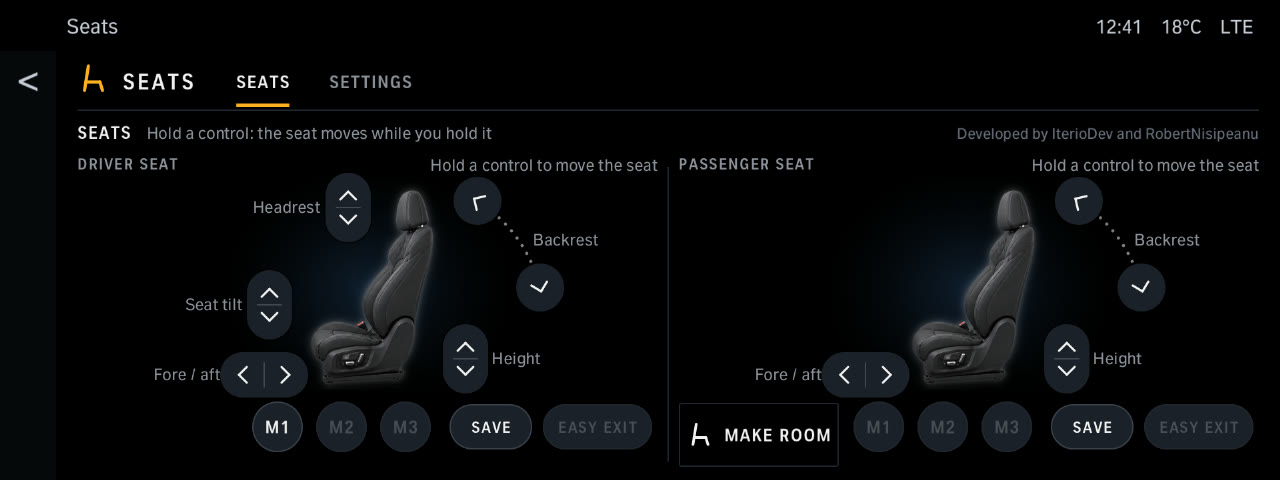 Seats
12:41 18°C LTE
<
SEATS SEATS SETTINGS
SEATS Hold a control: the seat moves while you hold it
Developed by IterioDev and RobertNisipeanu
DRIVER SEAT
Hold a control to move the seat
Headrest
Backrest
Seat tilt
Height
Fore / aft
M1 M2 M3 SAVE EASY EXIT
PASSENGER SEAT
Hold a control to move the seat
Backrest
Height
Fore / aft
MAKE ROOM M1 M2 M3 SAVE EASY EXIT